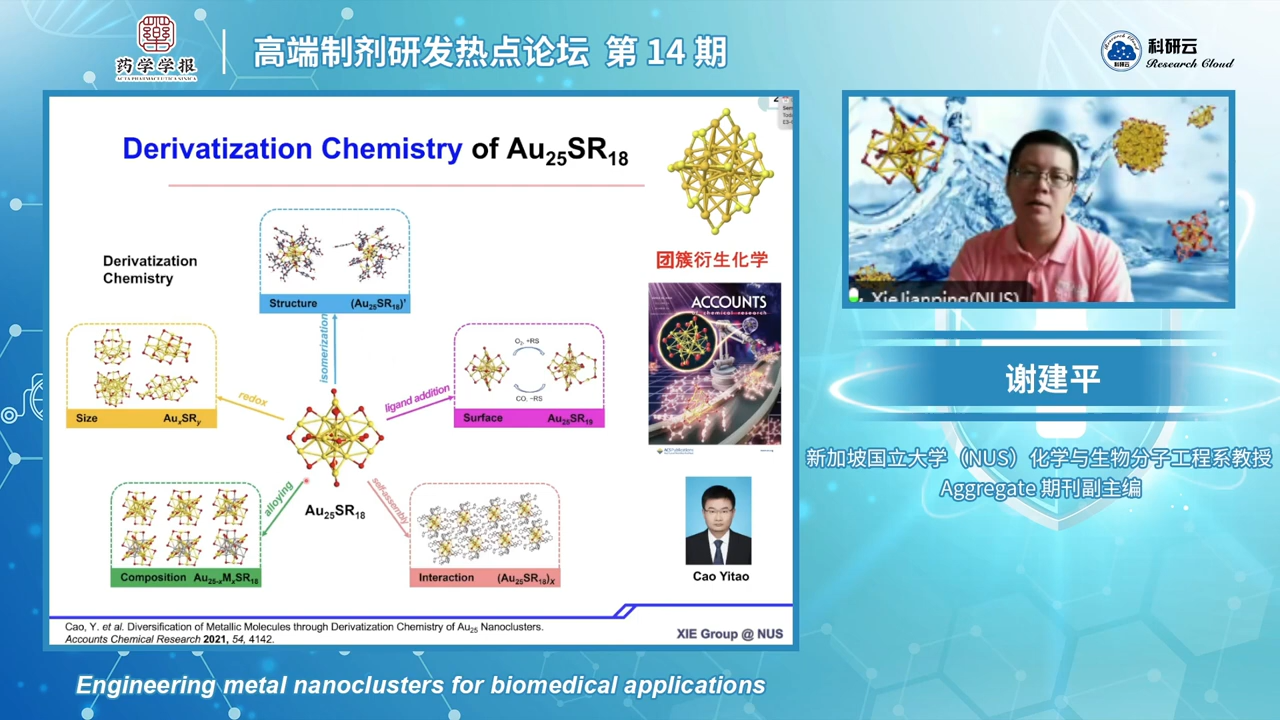 药学学报
ACTA PHARMACEUTICA SINICA
高端制剂研发热点论坛 第 14 期
科研云
Research Cloud
Derivatization Chemistry of Au25SR18
Derivatization
Chemistry
Structure (Au25SR18)'
isomerization
Size AuxSRy
redox
O2, +RS
CO, −RS
ligand addition
Surface Au25SR19
Au25SR18
alloying
self-assembly
Composition Au25-xMxSR18
Interaction (Au25SR18)X
团簇衍生化学
ACCOUNTS
of chemical research
Cao Yitao
Cao, Y. et al. Diversification of Metallic Molecules through Derivatization Chemistry of Au25 Nanoclusters.
Accounts Chemical Research 2021, 54, 4142.
XIE Group @ NUS
XieJianping(NUS)
谢建平
新加坡国立大学（NUS）化学与生物分子工程系教授
Aggregate 期刊副主编
Engineering metal nanoclusters for biomedical applications